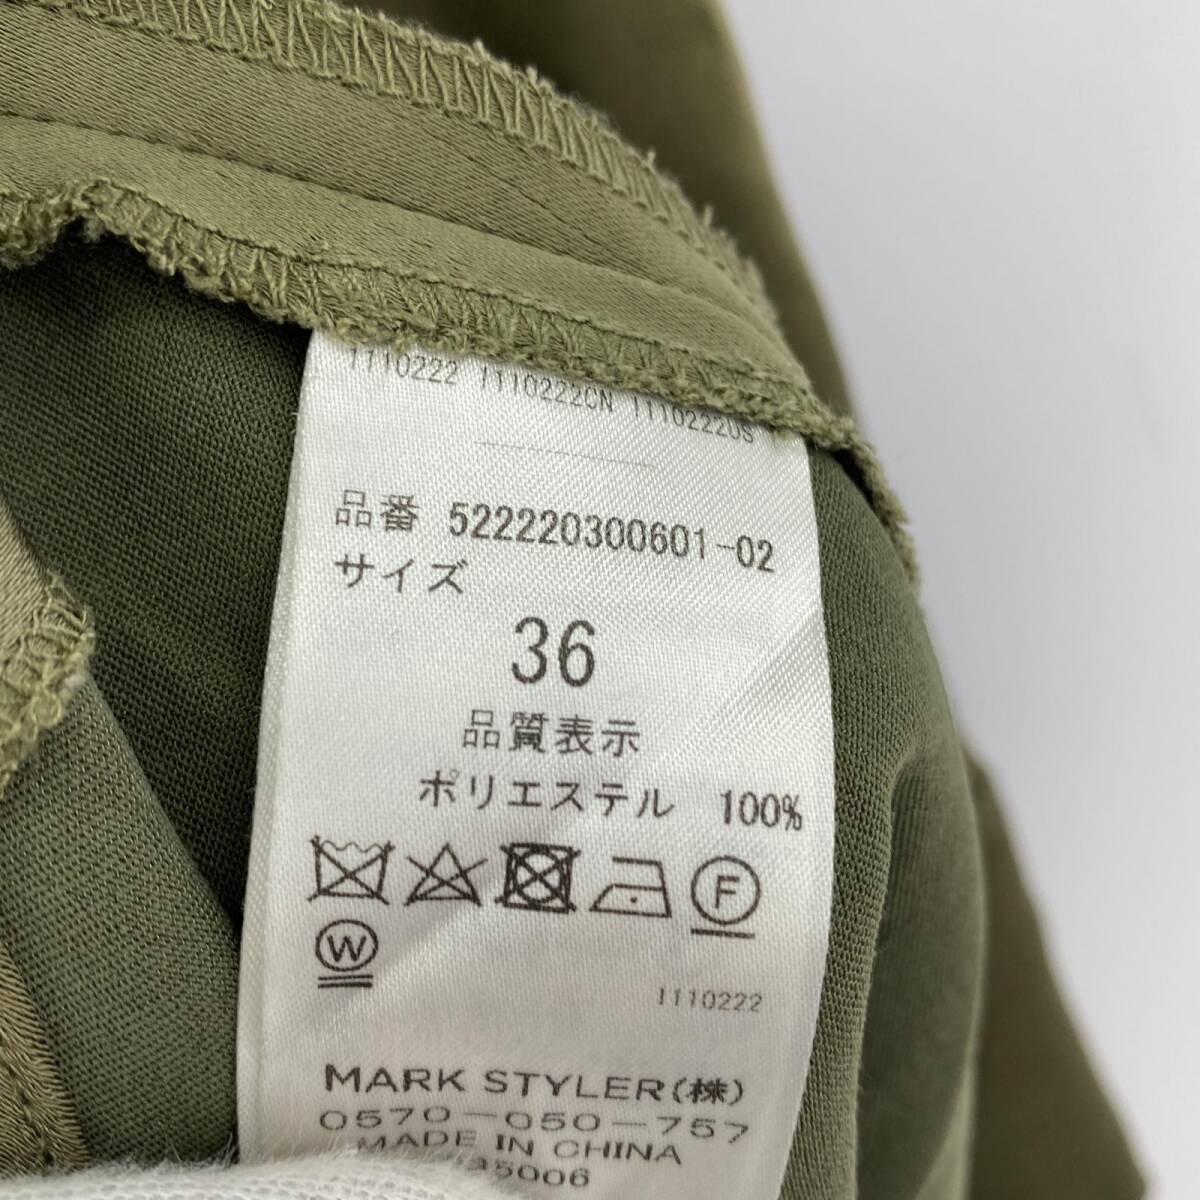 1110222 1110222CN 1110222US
品番 522220300601-02
サイズ
36
品質表示
ポリエステル 100%
F
W
1110222
MARK STYLER(株)
0570-050-757
MADE IN CHINA